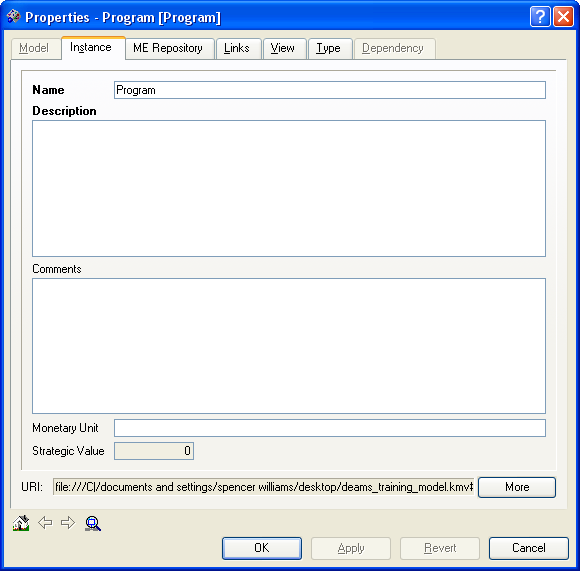 Properties - Program [Program]
Model Instance ME Repository Links View Type Dependency
Name Program
Description
Comments
Monetary Unit
Strategic Value 0
URI: file:///C|/documents and settings/spencer williams/desktop/deams_training_model.kmv‡ More
OK Apply Revert Cancel